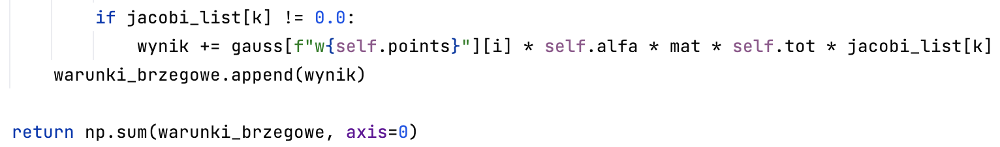 if jacobi_list[k] != 0.0:
wynik += gauss[f"w{self.points}"][i] * self.alfa * mat * self.tot * jacobi_list[k]
warunki_brzegowe.append(wynik)
return np.sum(warunki_brzegowe, axis=0)